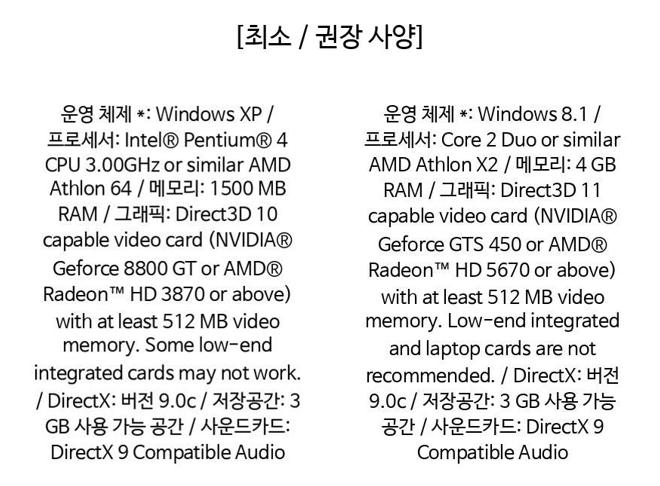 [최소 / 권장 사양]
운영 체제 *: Windows XP /
프로세서: Intel® Pentium® 4
CPU 3.00GHz or similar AMD
Athlon 64 / 메모리: 1500 MB
RAM / 그래픽: Direct3D 10
capable video card (NVIDIA®
Geforce 8800 GT or AMD®
Radeon™ HD 3870 or above)
with at least 512 MB video
memory. Some low-end
integrated cards may not work.
/ DirectX: 버전 9.0c / 저장공간: 3
GB 사용 가능 공간 / 사운드카드:
DirectX 9 Compatible Audio
운영 체제 *: Windows 8.1 /
프로세서: Core 2 Duo or similar
AMD Athlon X2 / 메모리: 4 GB
RAM / 그래픽: Direct3D 11
capable video card (NVIDIA®
Geforce GTS 450 or AMD®
Radeon™ HD 5670 or above)
with at least 512 MB video
memory. Low-end integrated
and laptop cards are not
recommended. / DirectX: 버전
9.0c / 저장공간: 3 GB 사용 가능
공간 / 사운드카드: DirectX 9
Compatible Audio